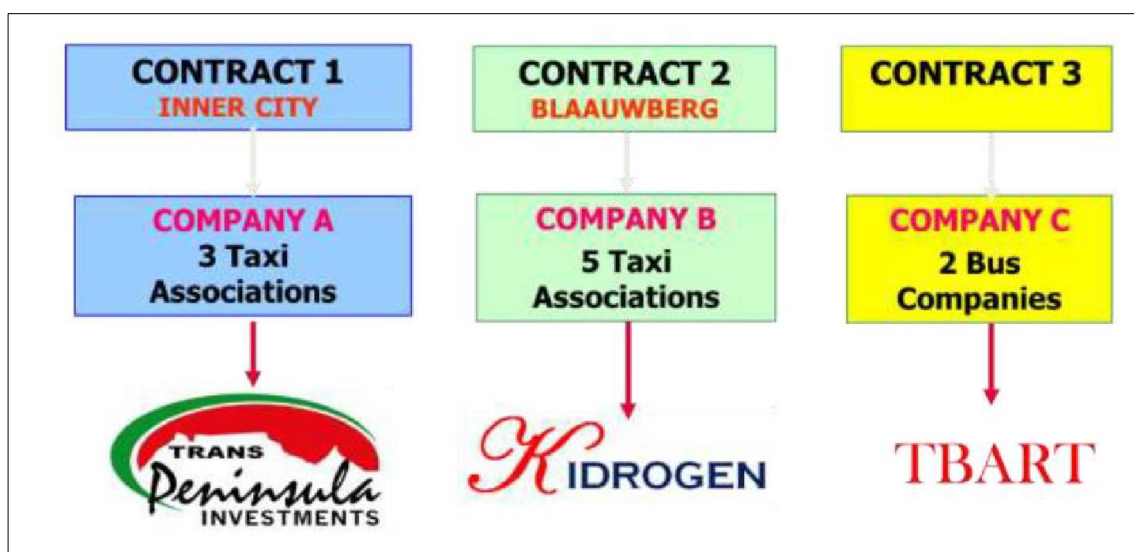 CONTRACT 1
INNER CITY
COMPANY A
3 Taxi
Associations
TRANS
Peninsula
INVESTMENTS
CONTRACT 2
BLAAUWBERG
COMPANY B
5 Taxi
Associations
KIDROGEN
CONTRACT 3
COMPANY C
2 Bus
Companies
TBART